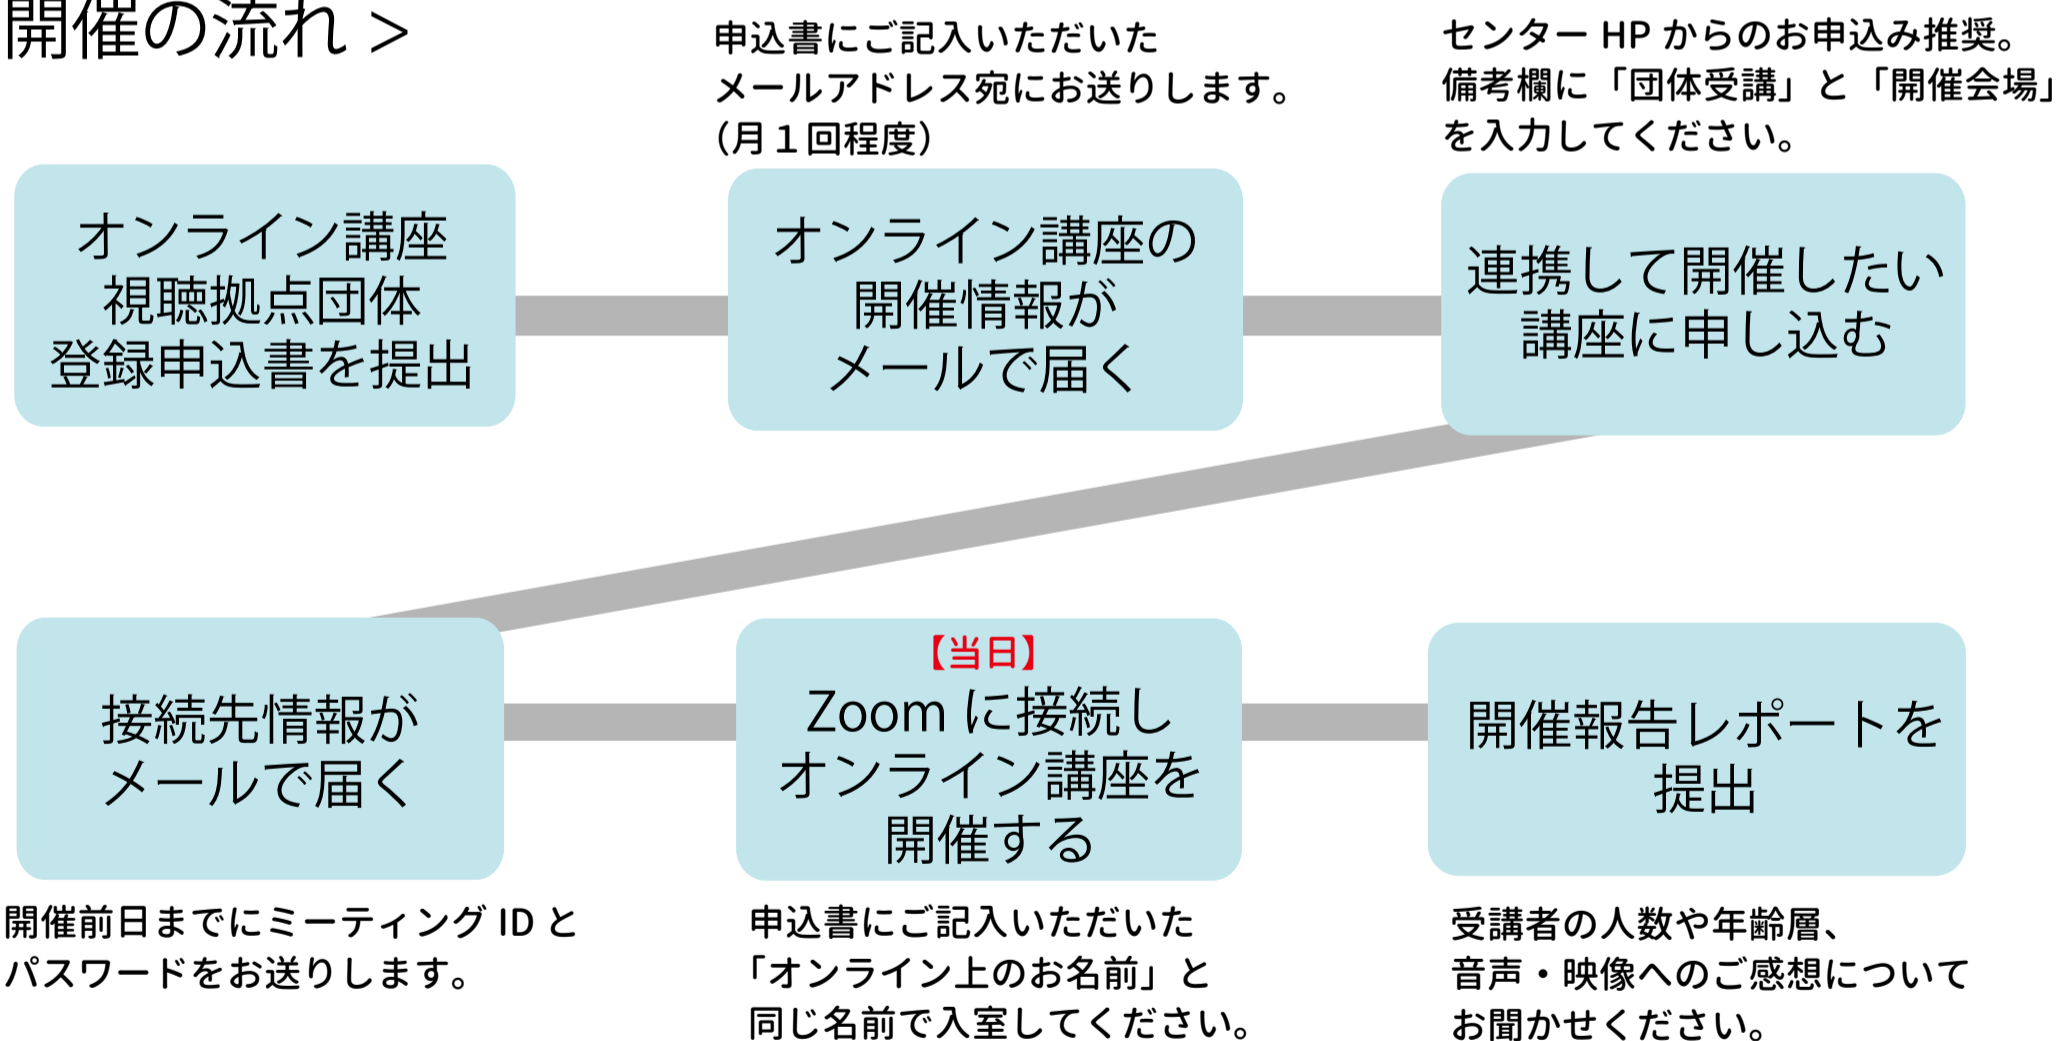 開催の流れ >
申込書にご記入いただいた
メールアドレス宛にお送りします。
（月１回程度）
センター HP からのお申込み推奨。
備考欄に「団体受講」と「開催会場」
を入力してください。
オンライン講座
視聴拠点団体
登録申込書を提出
オンライン講座の
開催情報が
メールで届く
連携して開催したい
講座に申し込む
接続先情報が
メールで届く
【当日】
Zoom に接続し
オンライン講座を
開催する
開催報告レポートを
提出
開催前日までにミーティング ID と
パスワードをお送りします。
申込書にご記入いただいた
「オンライン上のお名前」と
同じ名前で入室してください。
受講者の人数や年齢層、
音声・映像へのご感想について
お聞かせください。